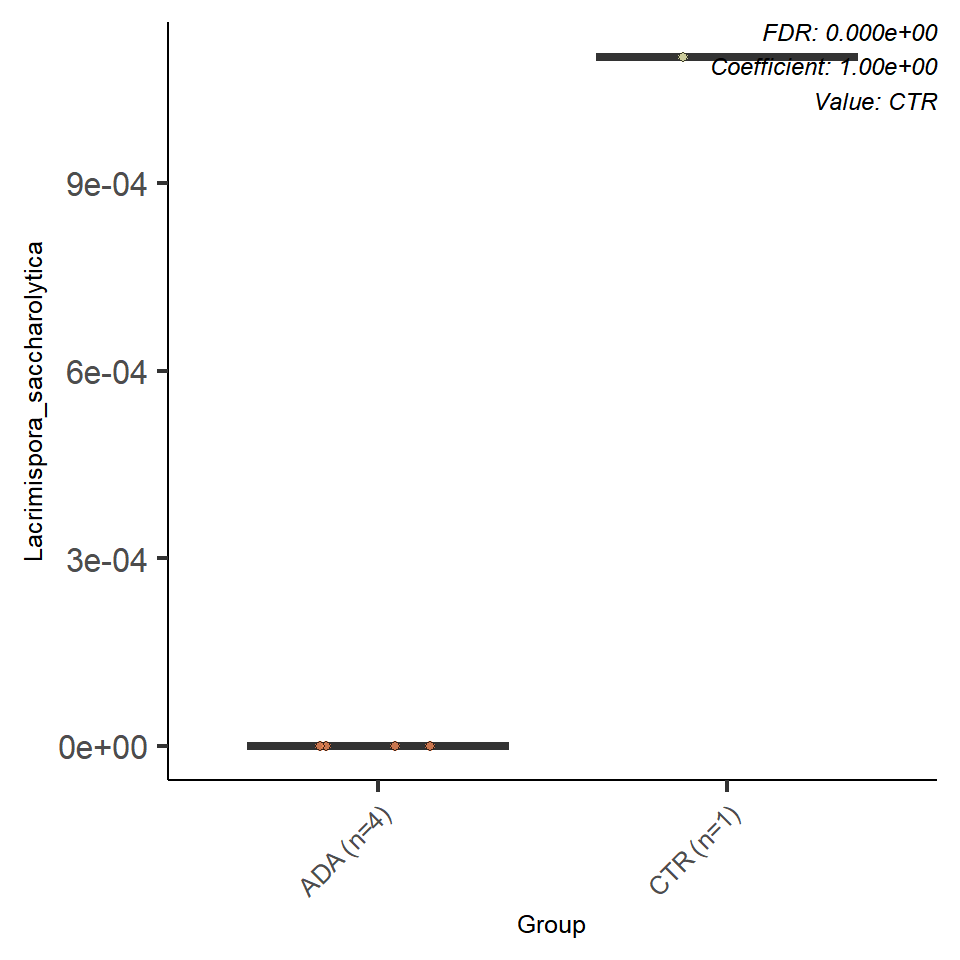 FDR: 0.000e+00
Coefficient: 1.00e+00
Value: CTR
Lacrimispora_saccharolytica
9e-04
6e-04
3e-04
0e+00
ADA (n=4)
CTR (n=1)
Group